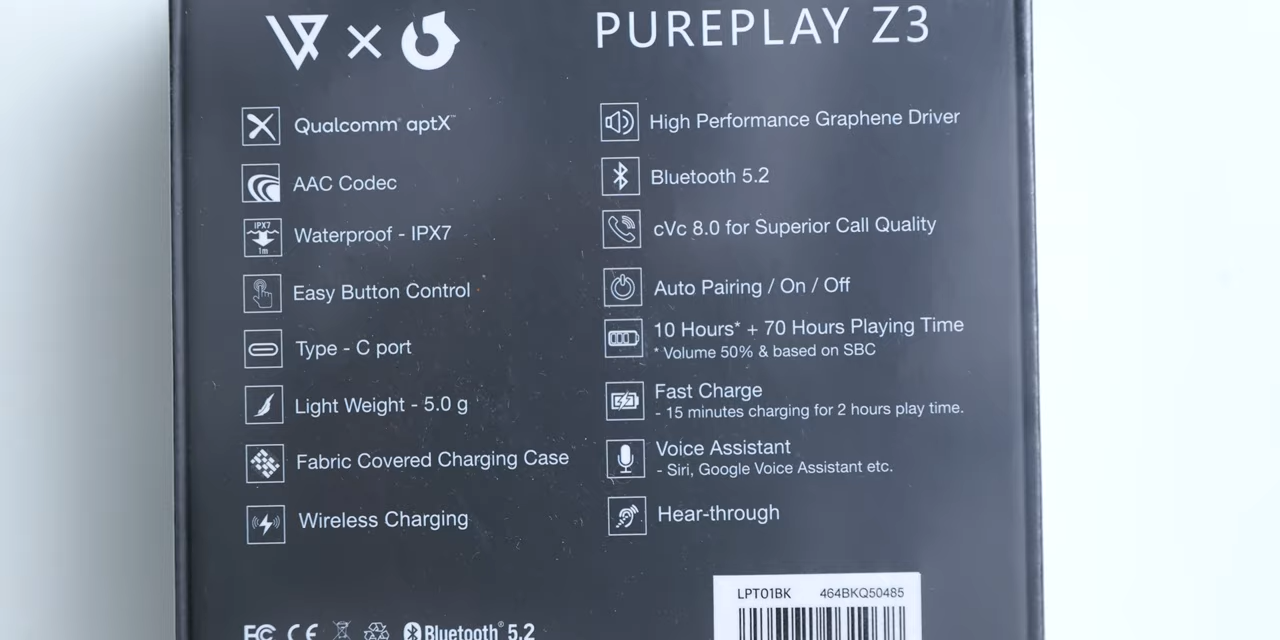 PUREPLAY Z3
Qualcomm® aptX™
AAC Codec
IPX7
1m
Waterproof - IPX7
Easy Button Control
Type - C port
Light Weight - 5.0 g
Fabric Covered Charging Case
Wireless Charging
High Performance Graphene Driver
Bluetooth 5.2
cVc 8.0 for Superior Call Quality
Auto Pairing / On / Off
10 Hours* + 70 Hours Playing Time
* Volume 50% & based on SBC
Fast Charge
- 15 minutes charging for 2 hours play time.
Voice Assistant
- Siri, Google Voice Assistant etc.
Hear-through
FC CE Bluetooth® 5.2
LPT01BK 464BKQ50485